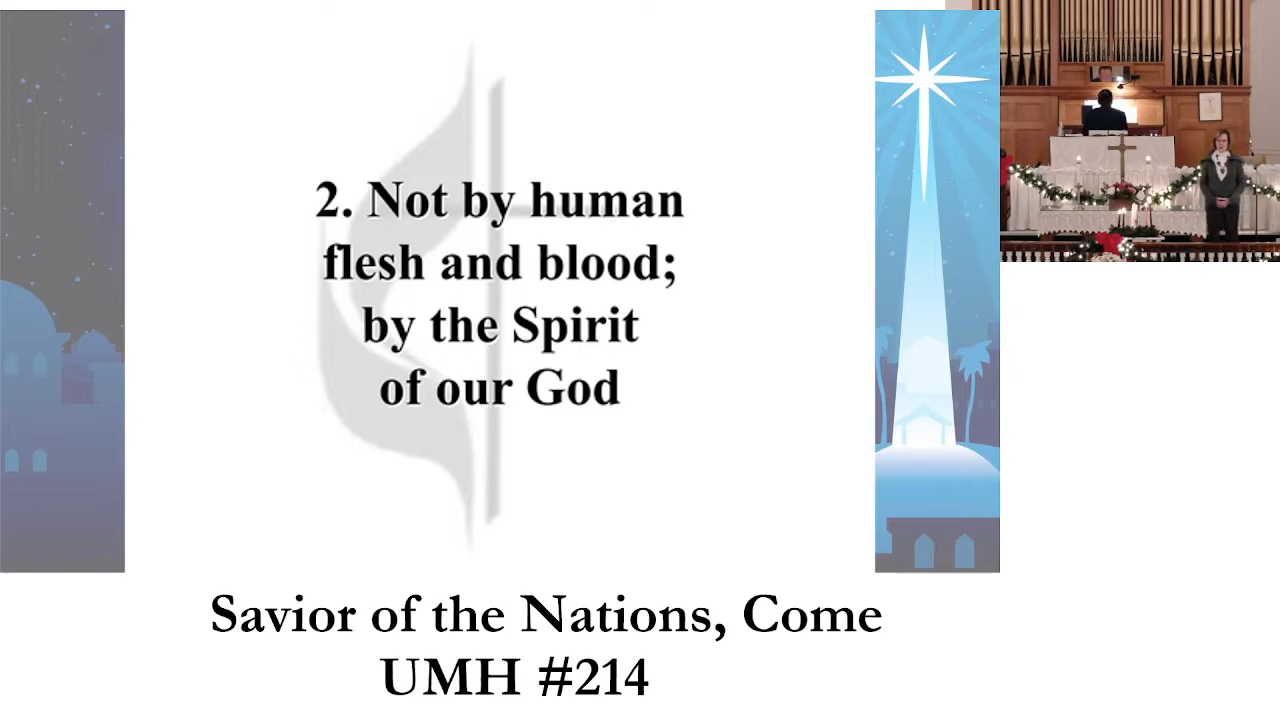 2. Not by human
flesh and blood;
by the Spirit
of our God
Savior of the Nations, Come
UMH #214